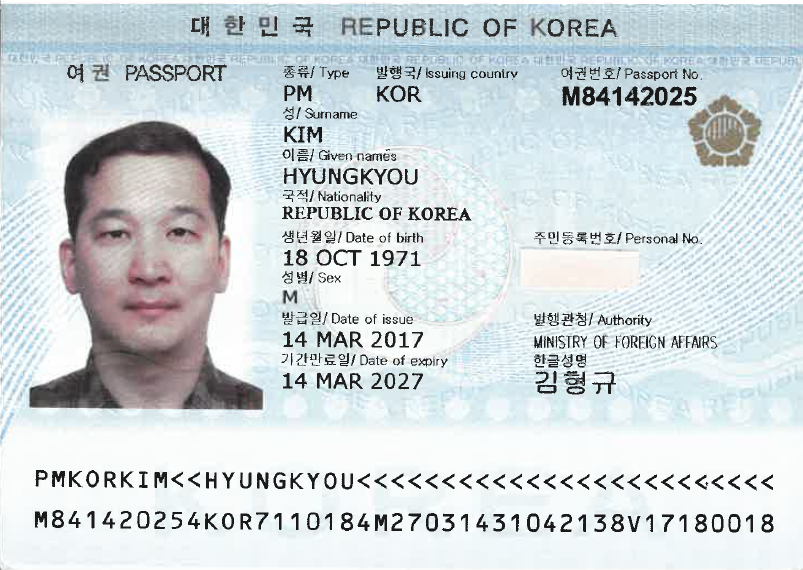 대한민국 REPUBLIC OF KOREA
여권 PASSPORT
종류/ Type 발행국/ Issuing country 여권번호/ Passport No.
PM KOR M84142025
성/ Surname
KIM
이름/ Given names
HYUNGKYOU
국적/ Nationality
REPUBLIC OF KOREA
생년월일/ Date of birth 주민등록번호/ Personal No.
18 OCT 1971
성별/ Sex
M
발급일/ Date of issue 발행관청/ Authority
14 MAR 2017 MINISTRY OF FOREIGN AFFAIRS
기간만료일/ Date of expiry 한글성명
14 MAR 2027 김형규
PMKORKIM<<HYUNGKYOU<<<<<<<<<<<<<<<<<<<<<<<<<
M841420254KOR7110184M27031431042138V17180018